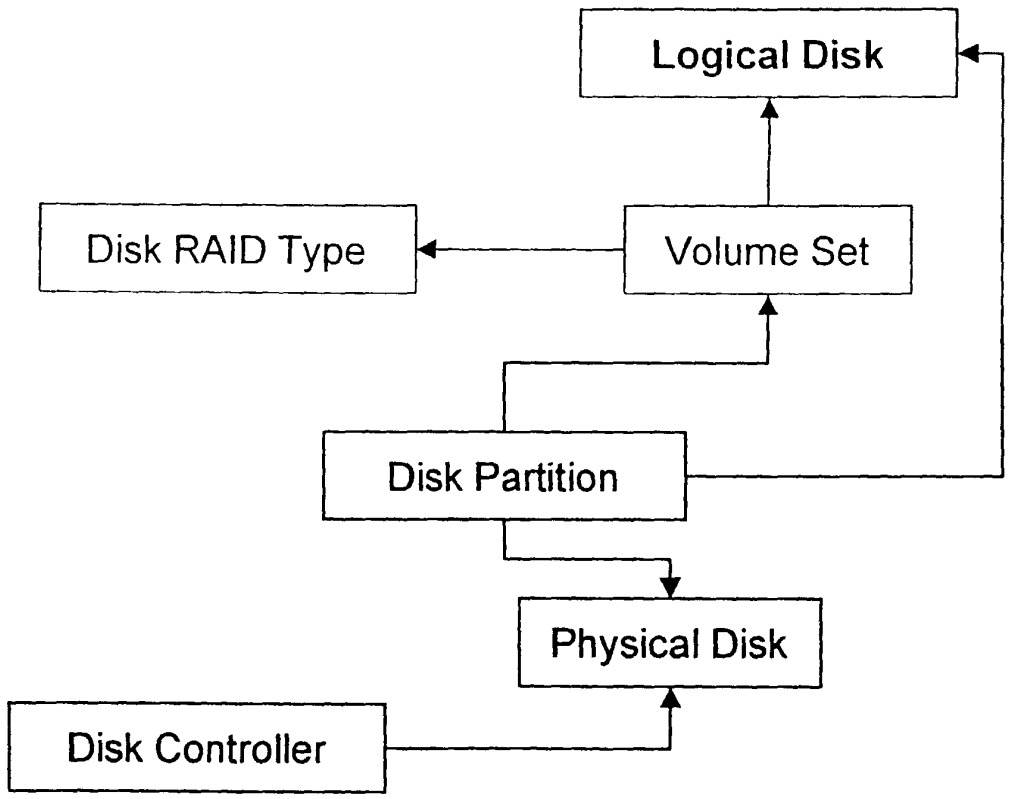 Logical Disk
Disk RAID Type
Volume Set
Disk Partition
Physical Disk
Disk Controller